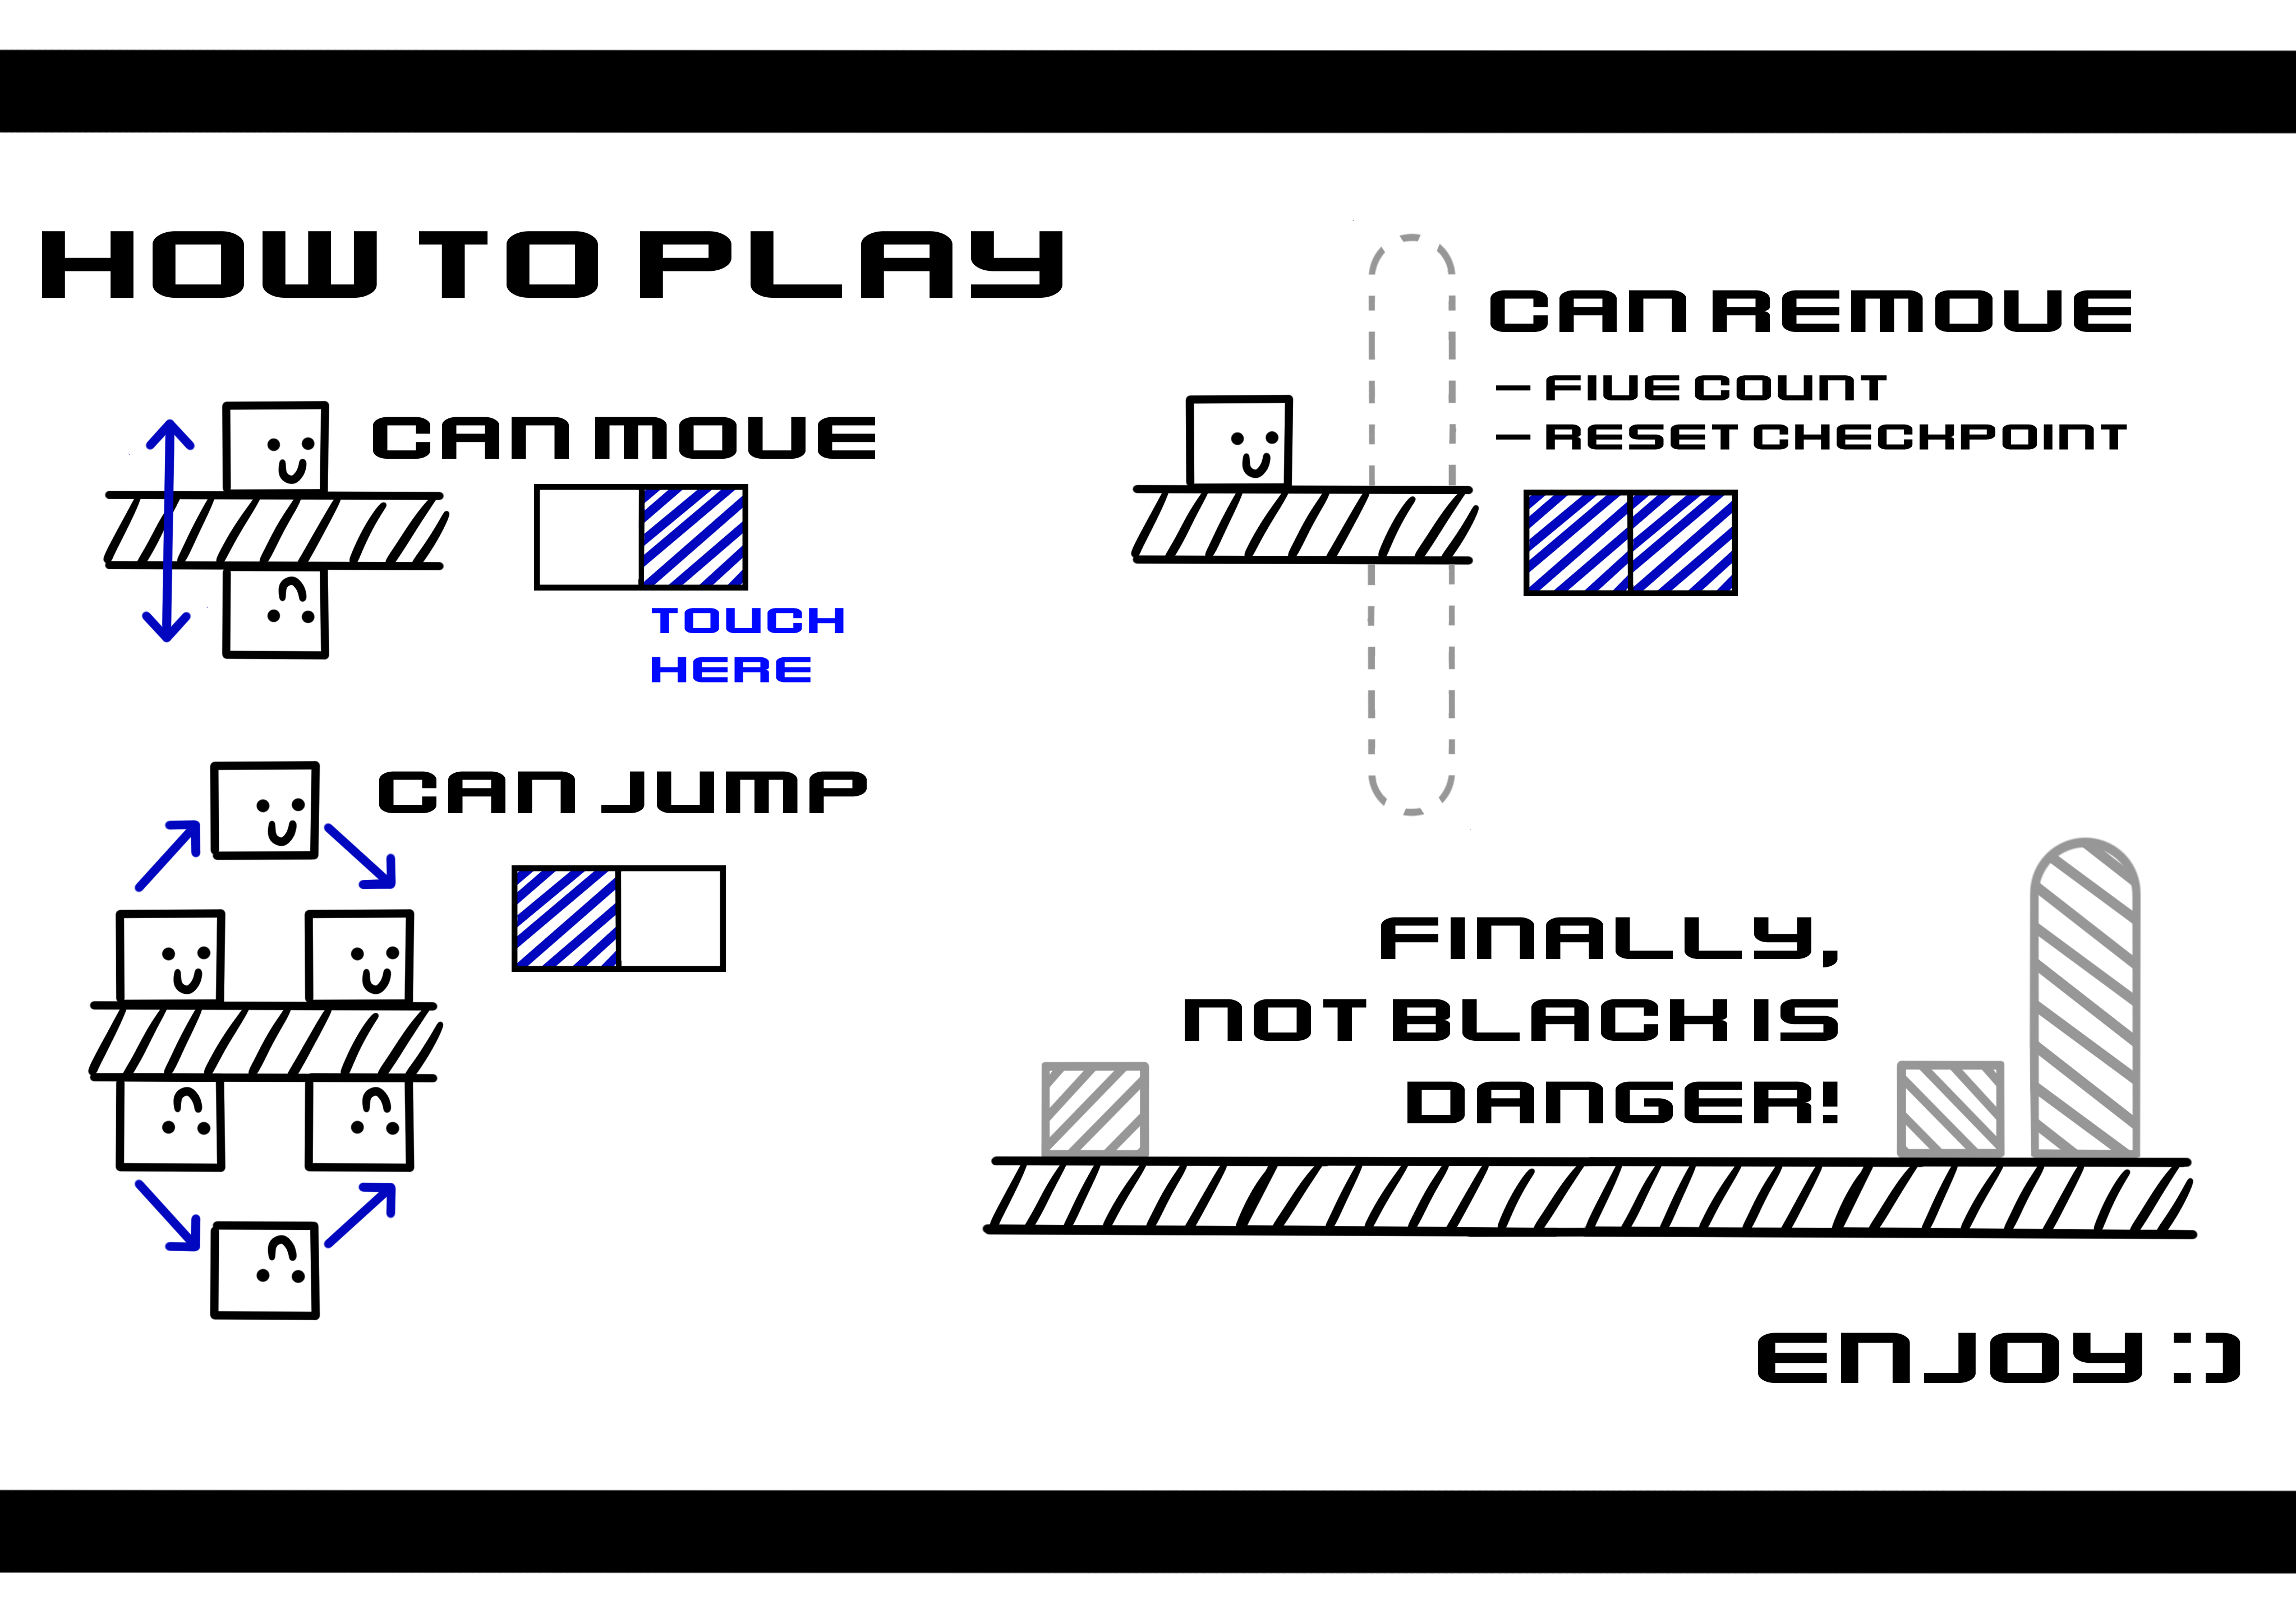 HOW TO PLAY
CAN MOVE
TOUCH
HERE
CAN JUMP
CAN REMOVE
- FIVE COUNT
- RESET CHECKPOINT
FINALLY,
NOT BLACK IS
DANGER!
ENJOY :)